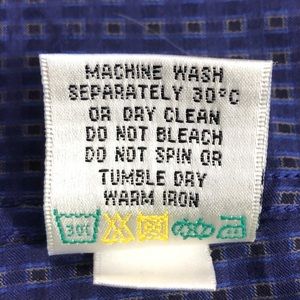 MACHINE WASH
SEPARATELY 30°C
OR DRY CLEAN
DO NOT BLEACH
DO NOT SPIN OR
TUMBLE DRY
WARM IRON
30